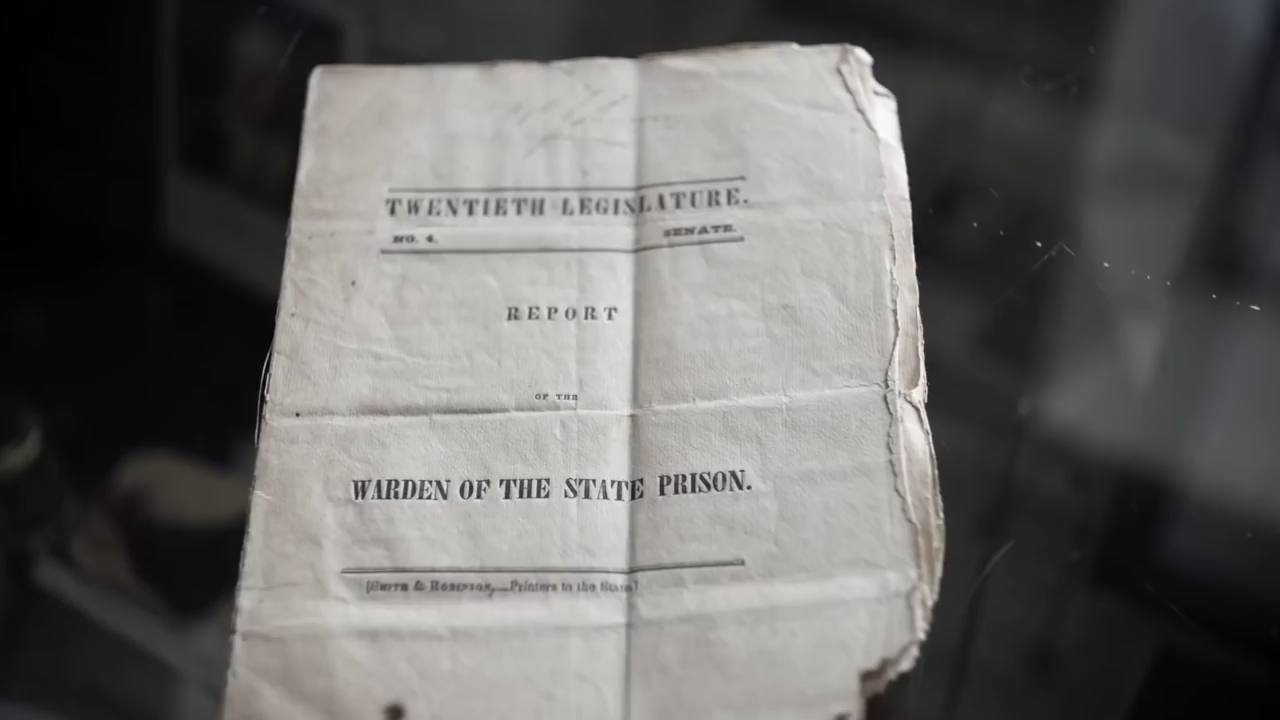 TWENTIETH LEGISLATURE.
NO. 4. SENATE.
REPORT
OF THE
WARDEN OF THE STATE PRISON.
[Smith & Robinson,—Printers to the State]